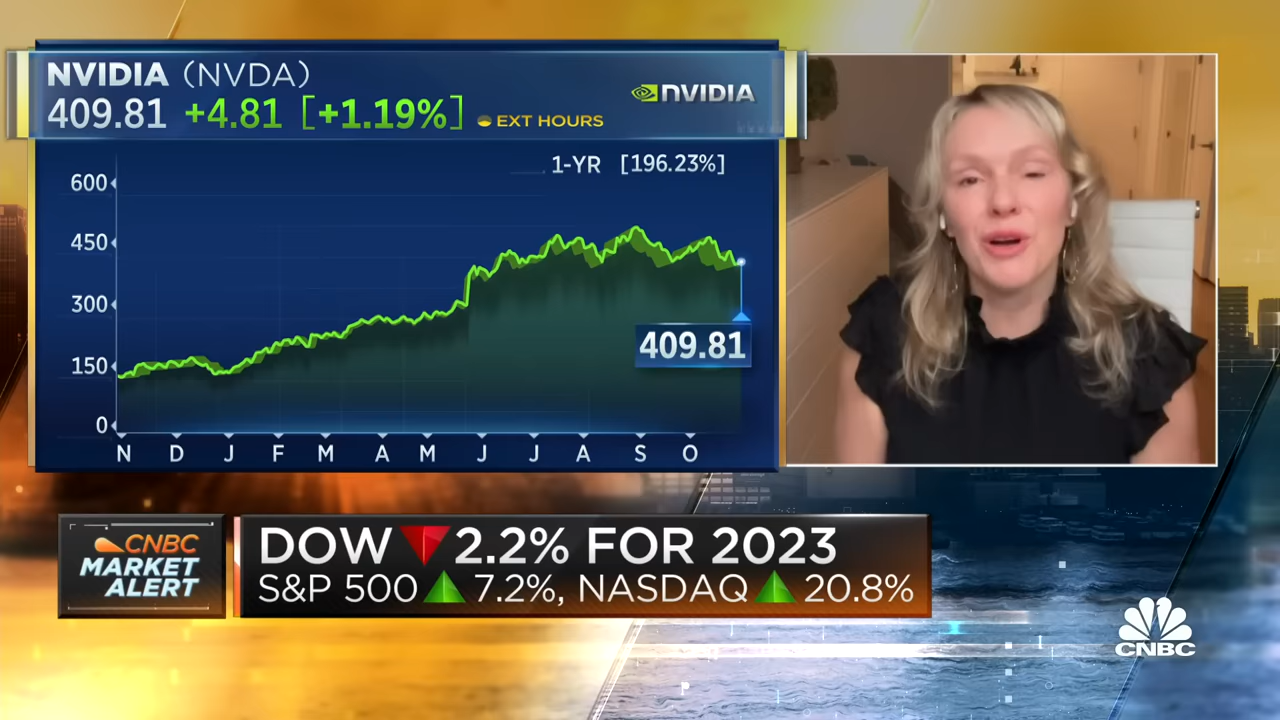 NVIDIA (NVDA)
409.81 +4.81 [+1.19%] EXT HOURS
NVIDIA
1-YR [196.23%]
600
450
300
150
0
409.81
N D J F M A M J J A S O
CNBC
MARKET
ALERT
DOW 2.2% FOR 2023
S&P 500 7.2%, NASDAQ 20.8%
CNBC